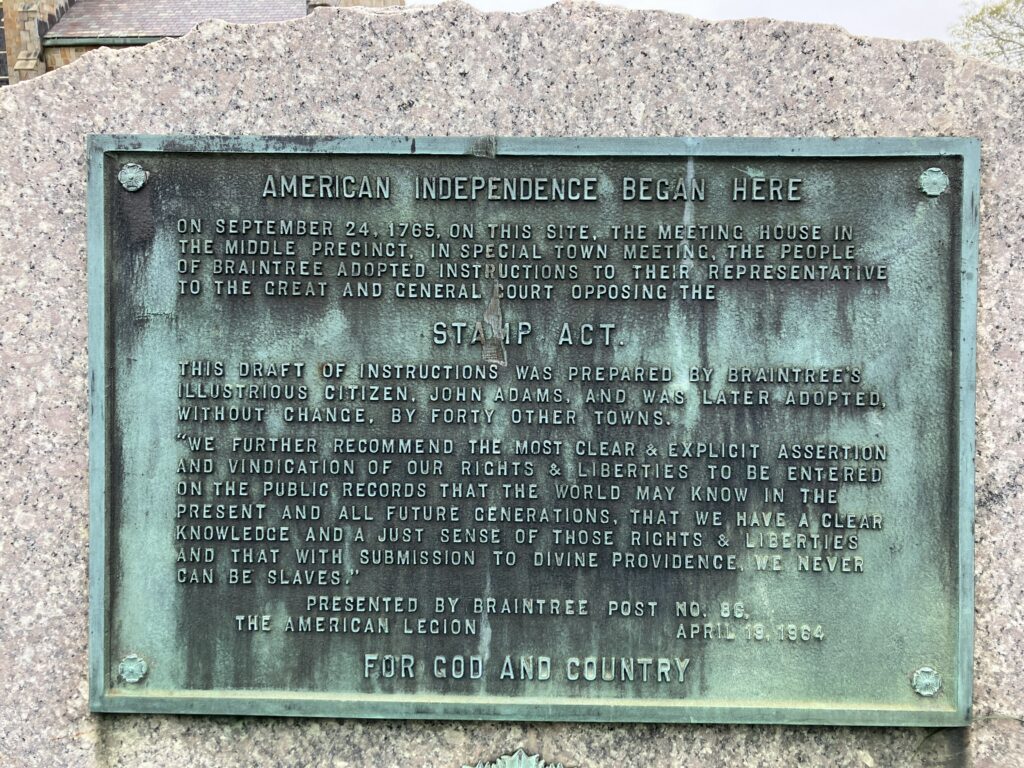 AMERICAN INDEPENDENCE BEGAN HERE
ON SEPTEMBER 24, 1765, ON THIS SITE, THE MEETING HOUSE IN
THE MIDDLE PRECINCT, IN SPECIAL TOWN MEETING, THE PEOPLE
OF BRAINTREE ADOPTED INSTRUCTIONS TO THEIR REPRESENTATIVE
TO THE GREAT AND GENERAL COURT OPPOSING THE
STAMP ACT.
THIS DRAFT OF INSTRUCTIONS WAS PREPARED BY BRAINTREE'S
ILLUSTRIOUS CITIZEN, JOHN ADAMS, AND WAS LATER ADOPTED,
WITHOUT CHANGE, BY FORTY OTHER TOWNS.
"WE FURTHER RECOMMEND THE MOST CLEAR & EXPLICIT ASSERTION
AND VINDICATION OF OUR RIGHTS & LIBERTIES TO BE ENTERED
ON THE PUBLIC RECORDS THAT THE WORLD MAY KNOW IN THE
PRESENT AND ALL FUTURE GENERATIONS, THAT WE HAVE A CLEAR
KNOWLEDGE AND A JUST SENSE OF THOSE RIGHTS & LIBERTIES
AND THAT WITH SUBMISSION TO DIVINE PROVIDENCE, WE NEVER
CAN BE SLAVES."
PRESENTED BY BRAINTREE POST NO. 86,
THE AMERICAN LEGION APRIL 19, 1964
FOR GOD AND COUNTRY